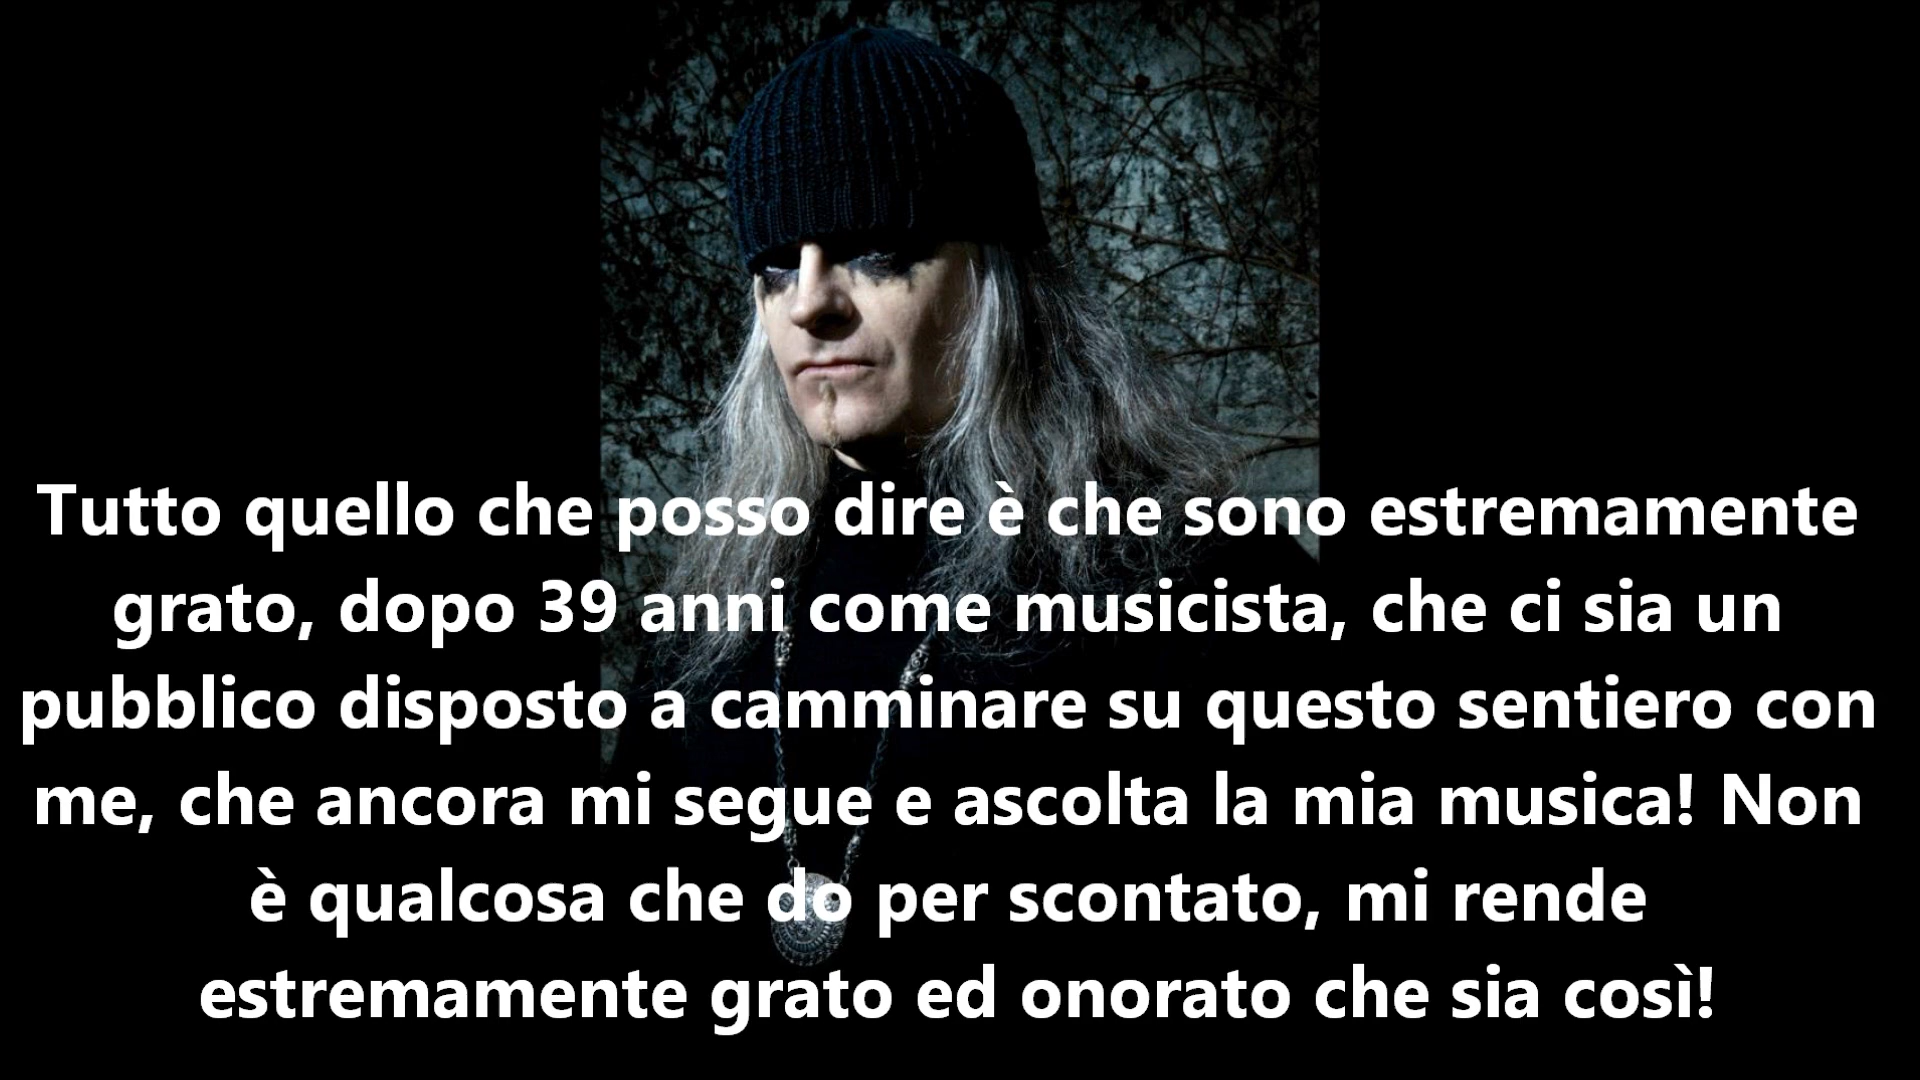 Tutto quello che posso dire è che sono estremamente
grato, dopo 39 anni come musicista, che ci sia un
pubblico disposto a camminare su questo sentiero con
me, che ancora mi segue e ascolta la mia musica! Non
è qualcosa che do per scontato, mi rende
estremamente grato ed onorato che sia così!